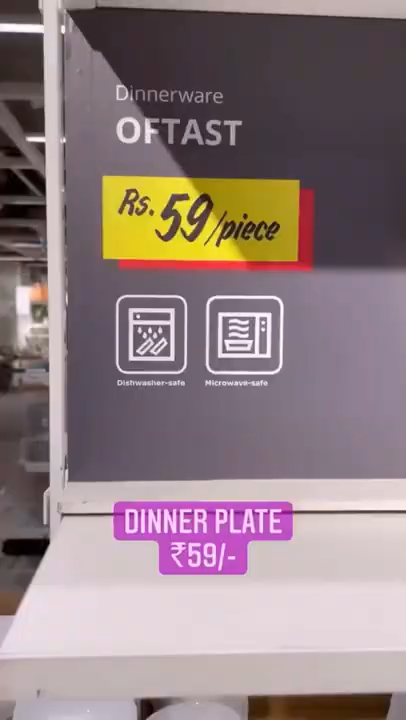 Dinnerware
OFTAST
Rs. 59/piece
Dishwasher-safe Microwave-safe
DINNER PLATE
₹59/-